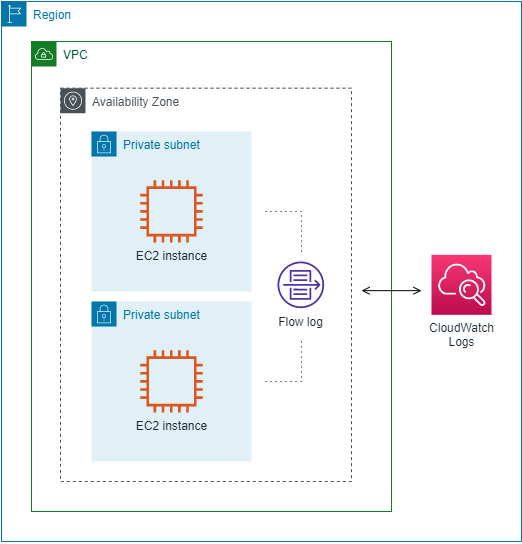 Region
VPC
Availability Zone
Private subnet
EC2 instance
Flow log
Private subnet
EC2 instance
CloudWatch
Logs